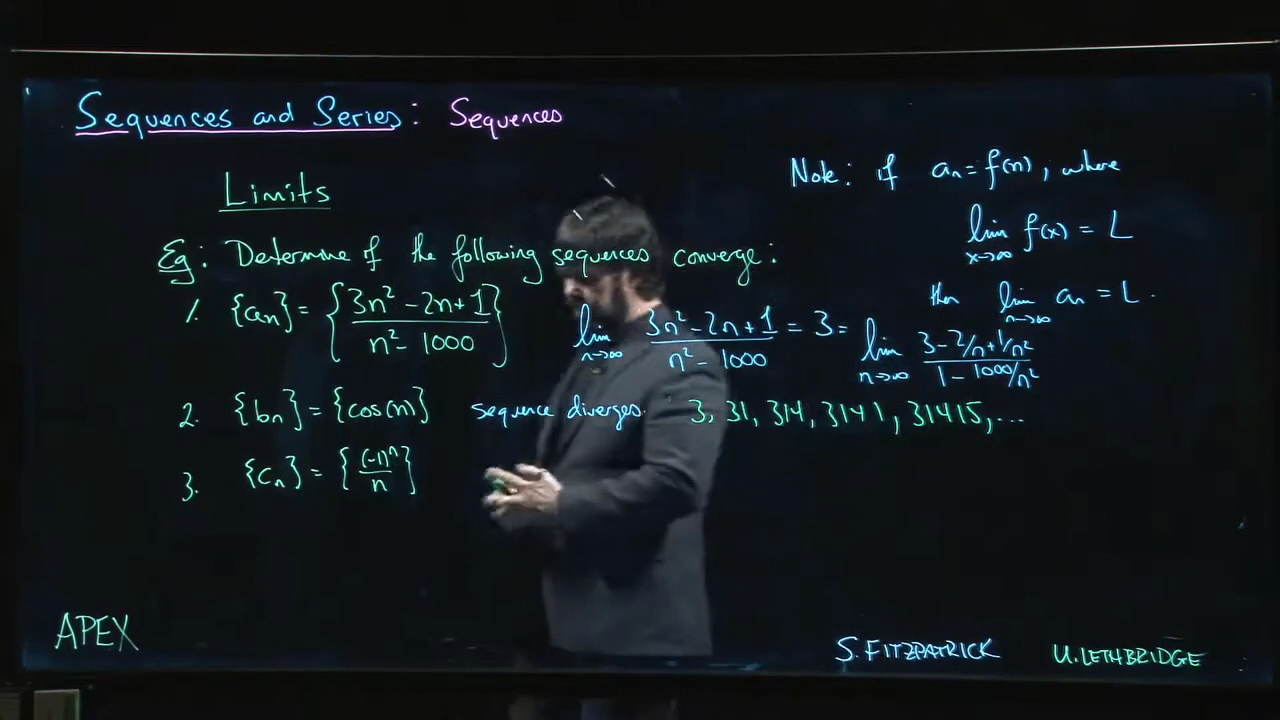 Sequences and Series: Sequences
Note: if aₙ = f(n), where
Limits
lim x→∞ f(x) = L
Eg: Determine if the following sequences converge:
then lim n→∞ aₙ = L.
1. {aₙ} = { (3n² - 2n + 1)/(n² - 1000) } lim n→∞ (3n² - 2n + 1)/(n² - 1000) = 3 = lim n→∞ (3 - 2/n + 1/n²)/(1 - 1000/n²)
2. {bₙ} = {cos(n)} sequence diverges. 3, 31, 314, 3141, 31415, ...
3. {cₙ} = { (-1)ⁿ/n }
APEX
S. FITZPATRICK U. LETHBRIDGE